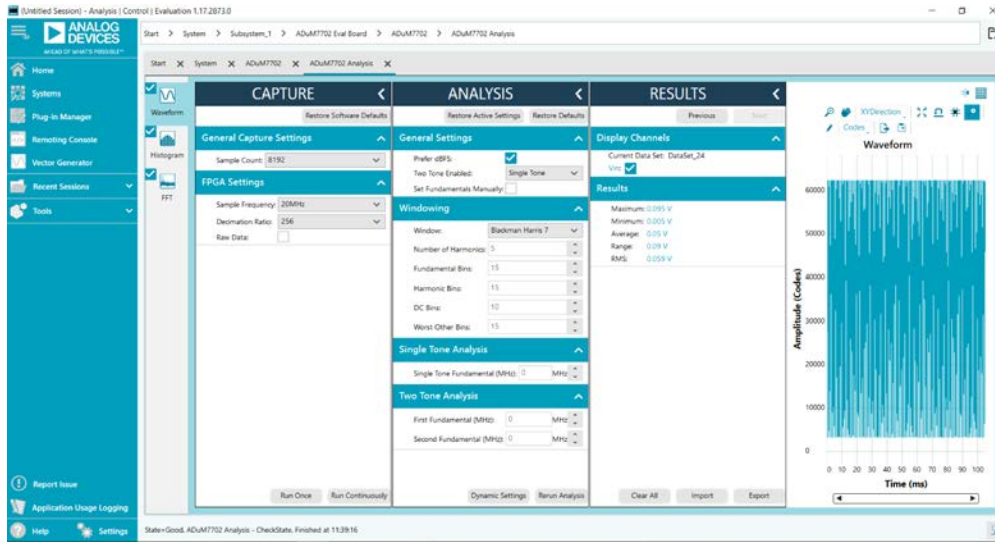 (Untitled Session) - Analysis | Control | Evaluation 1.17.2873.0
ANALOG DEVICES
AHEAD OF WHAT'S POSSIBLE™
Start > System > Subsystem_1 > ADuM7702 Eval Board > ADuM7702 > ADuM7702 Analysis
Start X System X ADuM7702 X ADuM7702 Analysis X
Home
Systems
Plug-in Manager
Remoting Console
Vector Generator
Recent Sessions
Tools
Report Issue
Application Usage Logging
Help Settings
Waveform
Histogram
FFT
CAPTURE
Restore Software Defaults
General Capture Settings
Sample Count: 8192
FPGA Settings
Sample Frequency: 20MHz
Decimation Ratio: 256
Raw Data:
Run Once Run Continuously
ANALYSIS
Restore Active Settings Restore Defaults
General Settings
Prefer dBFS:
Two Tone Enabled: Single Tone
Set Fundamentals Manually:
Windowing
Window: Blackman Harris 7
Number of Harmonics: 5
Fundamental Bins: 15
Harmonic Bins: 15
DC Bins: 10
Worst Other Bins: 15
Single Tone Analysis
Single Tone Fundamental (MHz): 0 MHz
Two Tone Analysis
First Fundamental (MHz): 0 MHz
Second Fundamental (MHz): 0 MHz
Dynamic Settings Rerun Analysis
RESULTS
Previous Next
Display Channels
Current Data Set: DataSet_24
Results
Maximum: 0.095 V
Minimum: 0.005 V
Average: 0.05 V
Range: 0.09 V
RMS: 0.059 V
Clear All Import Export
XYDirection
Codes
Waveform
Amplitude (Codes)
60000
50000
40000
30000
20000
10000
0
0 10 20 30 40 50 60 70 80 90 100
Time (ms)
State=Good, ADuM7702 Analysis - CheckState, Finished at 11:39:16